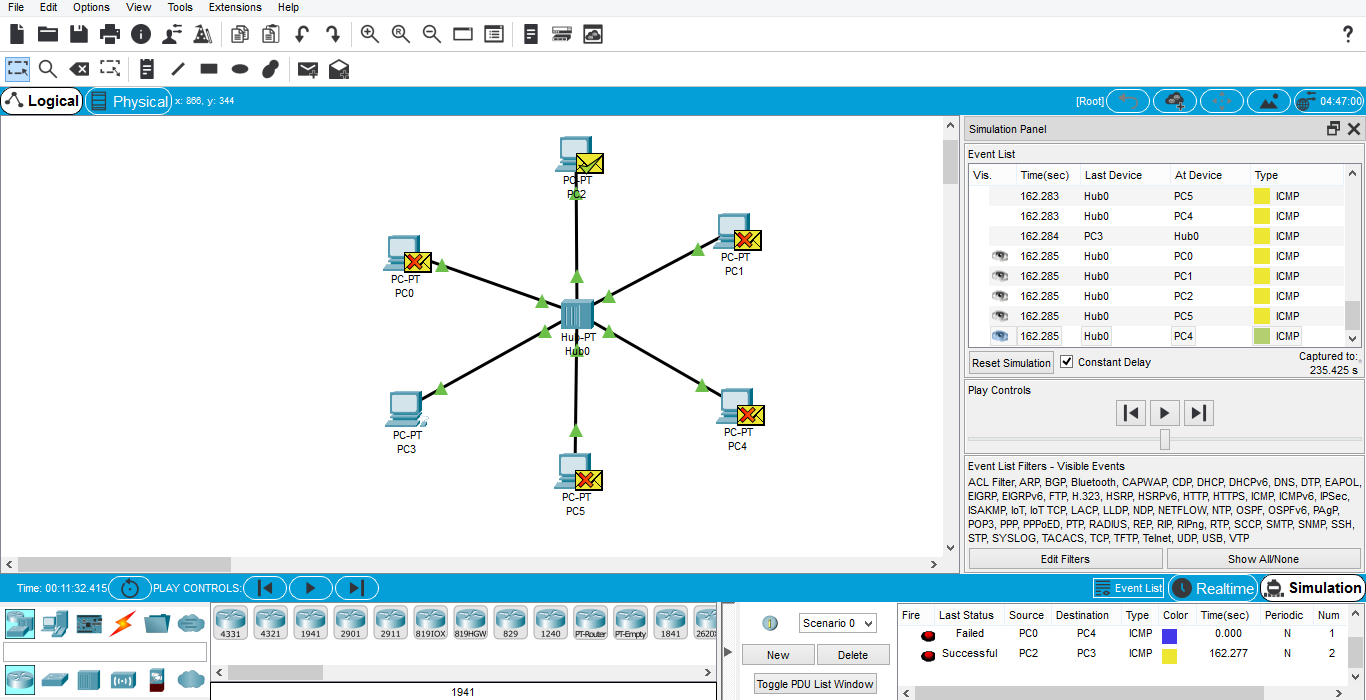 File Edit Options View Tools Extensions Help
?
Logical Physical x: 866, y: 344 [Root] 04:47:00
PC-PT
PC2
PC-PT
PC1
PC-PT
PC0
Hub-PT
Hub0
PC-PT
PC3
PC-PT
PC4
PC-PT
PC5
Simulation Panel
Event List
Vis. Time(sec) Last Device At Device Type
162.283 Hub0 PC5 ICMP
162.283 Hub0 PC4 ICMP
162.284 PC3 Hub0 ICMP
162.285 Hub0 PC0 ICMP
162.285 Hub0 PC1 ICMP
162.285 Hub0 PC2 ICMP
162.285 Hub0 PC5 ICMP
162.285 Hub0 PC4 ICMP
Reset Simulation Constant Delay Captured to:
235.425 s
Play Controls
Event List Filters - Visible Events
ACL Filter, ARP, BGP, Bluetooth, CAPWAP, CDP, DHCP, DHCPv6, DNS, DTP, EAPOL,
EIGRP, EIGRPv6, FTP, H.323, HSRP, HSRPv6, HTTP, HTTPS, ICMP, ICMPv6, IPSec,
ISAKMP, IoT, IoT TCP, LACP, LLDP, NDP, NETFLOW, NTP, OSPF, OSPFv6, PAgP,
POP3, PPP, PPPoED, PTP, RADIUS, REP, RIP, RIPng, RTP, SCCP, SMTP, SNMP, SSH,
STP, SYSLOG, TACACS, TCP, TFTP, Telnet, UDP, USB, VTP
Edit Filters Show All/None
Time: 00:11:32.415 PLAY CONTROLS: Event List Realtime Simulation
4331 4321 1941 2901 2911 819IOX 819HGW 829 1240 PT-Router PT-Empty 1841 2620X
1941
Scenario 0
New Delete
Toggle PDU List Window
Fire Last Status Source Destination Type Color Time(sec) Periodic Num
Failed PC0 PC4 ICMP 0.000 N 1
Successful PC2 PC3 ICMP 162.277 N 2